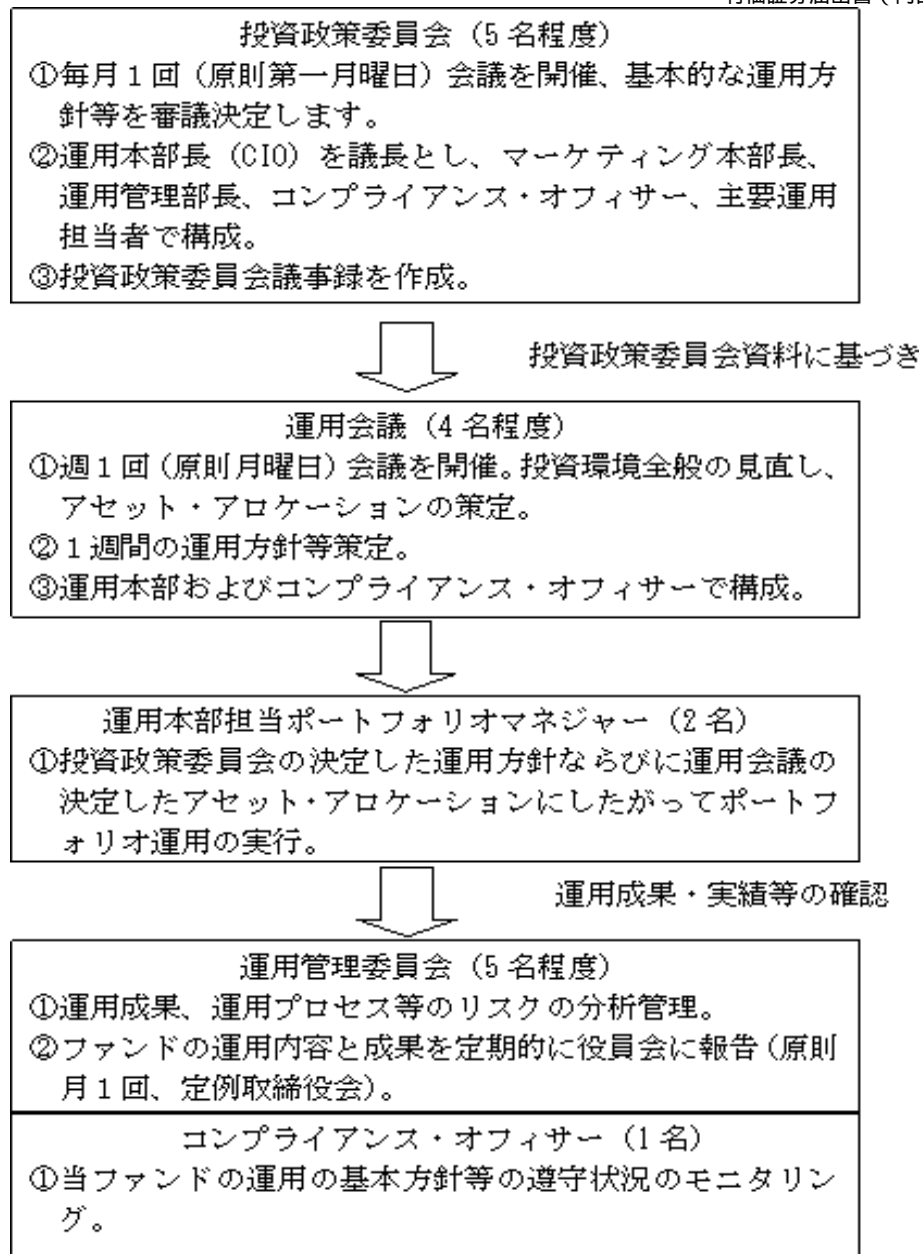 投資政策委員会（5名程度）
①毎月1回（原則第一月曜日）会議を開催、基本的な運用方
針等を審議決定します。
②運用本部長（CIO）を議長とし、マーケティング本部長、
運用管理部長、コンプライアンス・オフィサー、主要運用
担当者で構成。
③投資政策委員会議事録を作成。
投資政策委員会資料に基づき
運用会議（4名程度）
①週1回（原則月曜日）会議を開催。投資環境全般の見直し、
アセット・アロケーションの策定。
②1週間の運用方針等策定。
③運用本部およびコンプライアンス・オフィサーで構成。
運用本部担当ポートフォリオマネジャー（2名）
①投資政策委員会の決定した運用方針ならびに運用会議の
決定したアセット・アロケーションにしたがってポートフ
ォリオ運用の実行。
運用成果・実績等の確認
運用管理委員会（5名程度）
①運用成果、運用プロセス等のリスクの分析管理。
②ファンドの運用内容と成果を定期的に役員会に報告（原則
月1回、定例取締役会）。
コンプライアンス・オフィサー（1名）
①当ファンドの運用の基本方針等の遵守状況のモニタリン
グ。